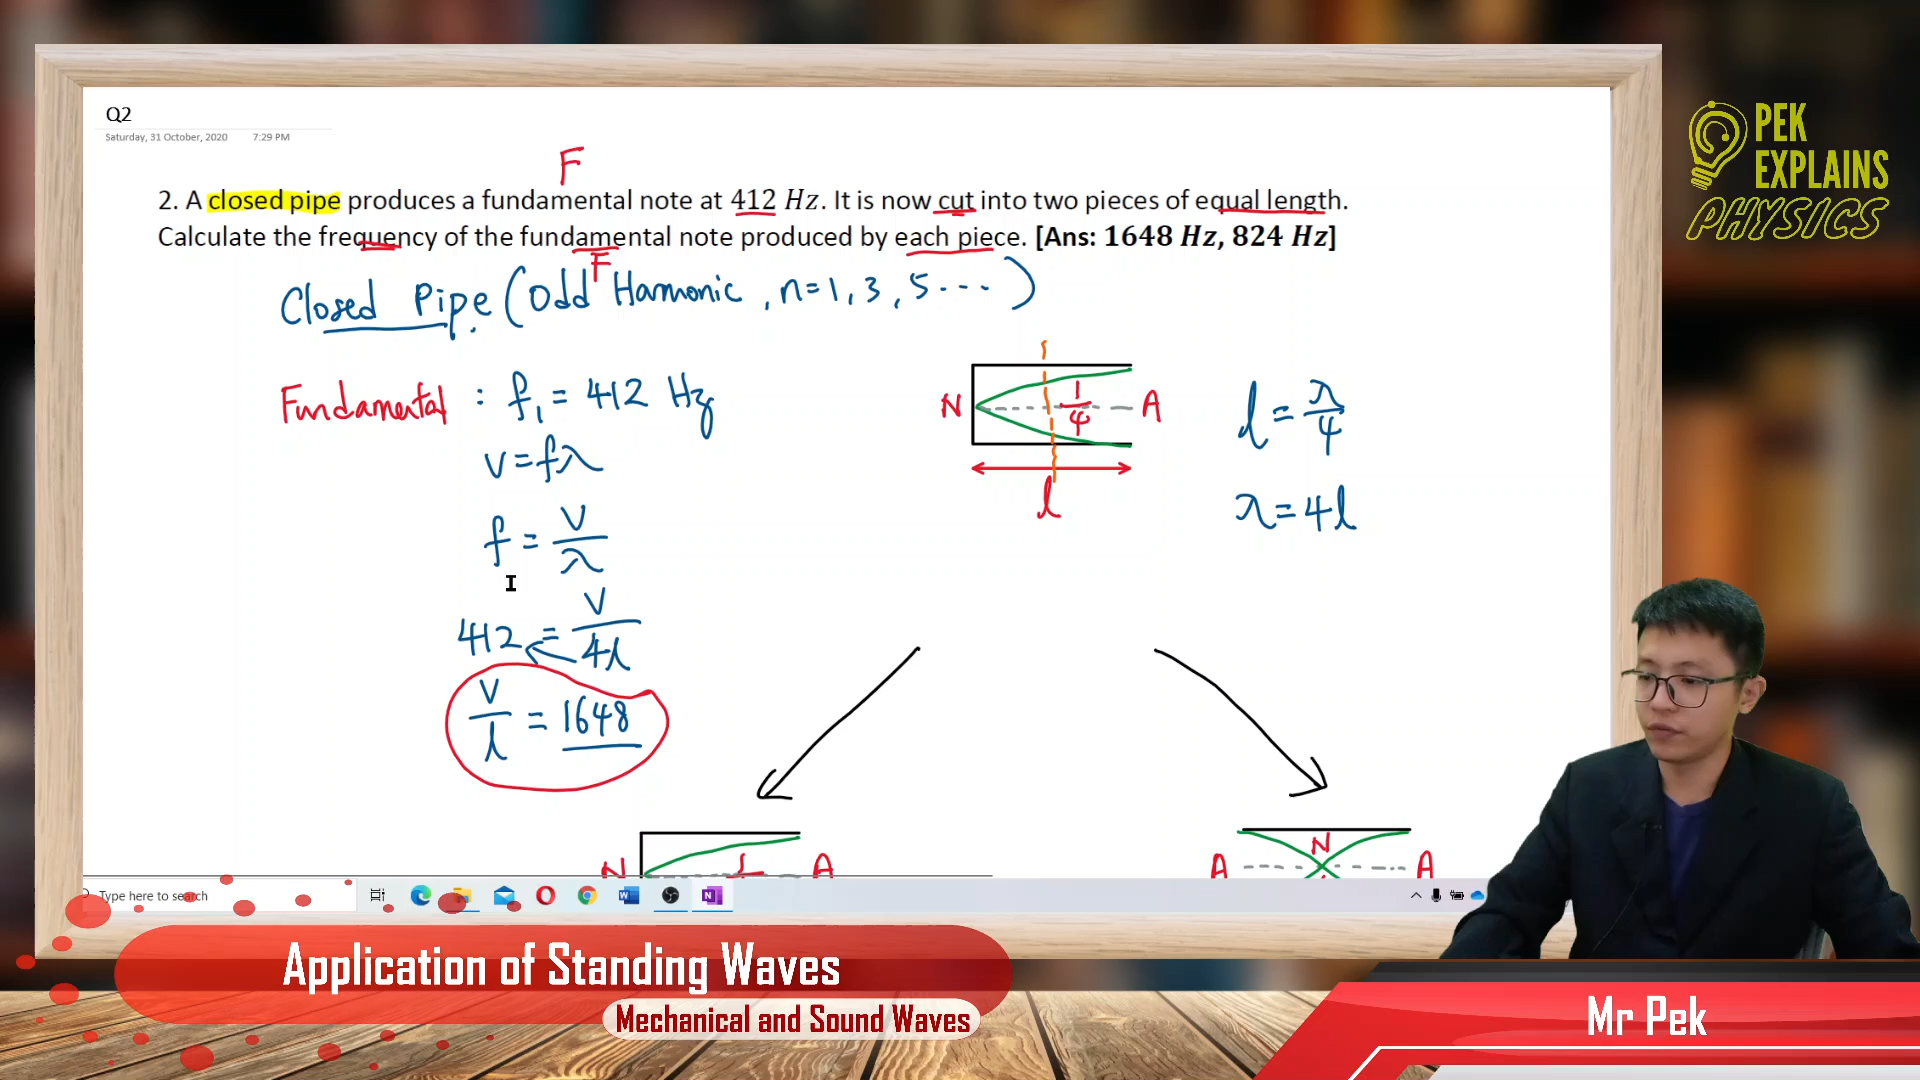 Q2
Saturday, 31 October, 2020 7:29 PM
F
2. A closed pipe produces a fundamental note at 412 Hz. It is now cut into two pieces of equal length.
Calculate the frequency of the fundamental note produced by each piece. [Ans: 1648 Hz, 824 Hz]
F
Closed Pipe (Odd Harmonic, n=1, 3, 5 ... )
Fundamental : f₁ = 412 Hz
v=fλ
f = v/λ
412 = v/4l
v/l = 1648
N 1/4 A
l
l = λ/4
λ=4l
N A
A N A
Type here to search
PEK
EXPLAINS
PHYSICS
Application of Standing Waves
Mechanical and Sound Waves
Mr Pek